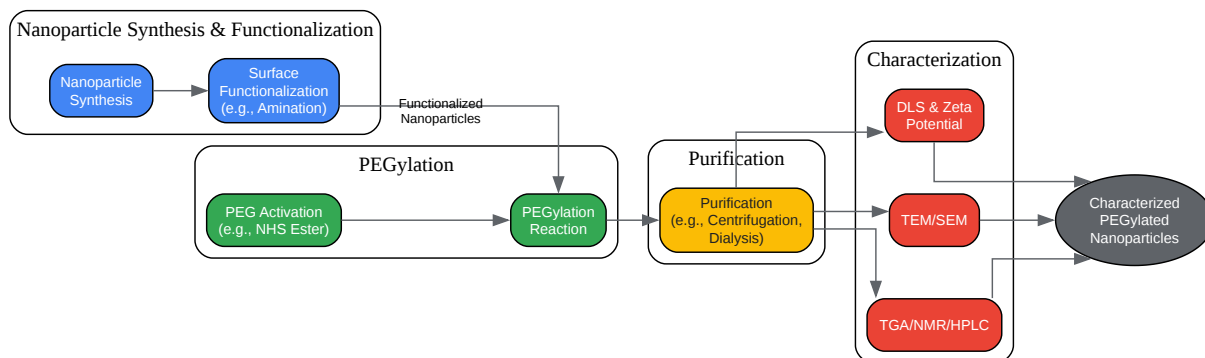 Nanoparticle Synthesis & Functionalization
Nanoparticle
Synthesis
Surface
Functionalization
(e.g., Amination)
Functionalized
Nanoparticles
PEGylation
PEG Activation
(e.g., NHS Ester)
PEGylation
Reaction
Purification
Purification
(e.g., Centrifugation,
Dialysis)
Characterization
DLS & Zeta
Potential
TEM/SEM
TGA/NMR/HPLC
Characterized
PEGylated
Nanoparticles